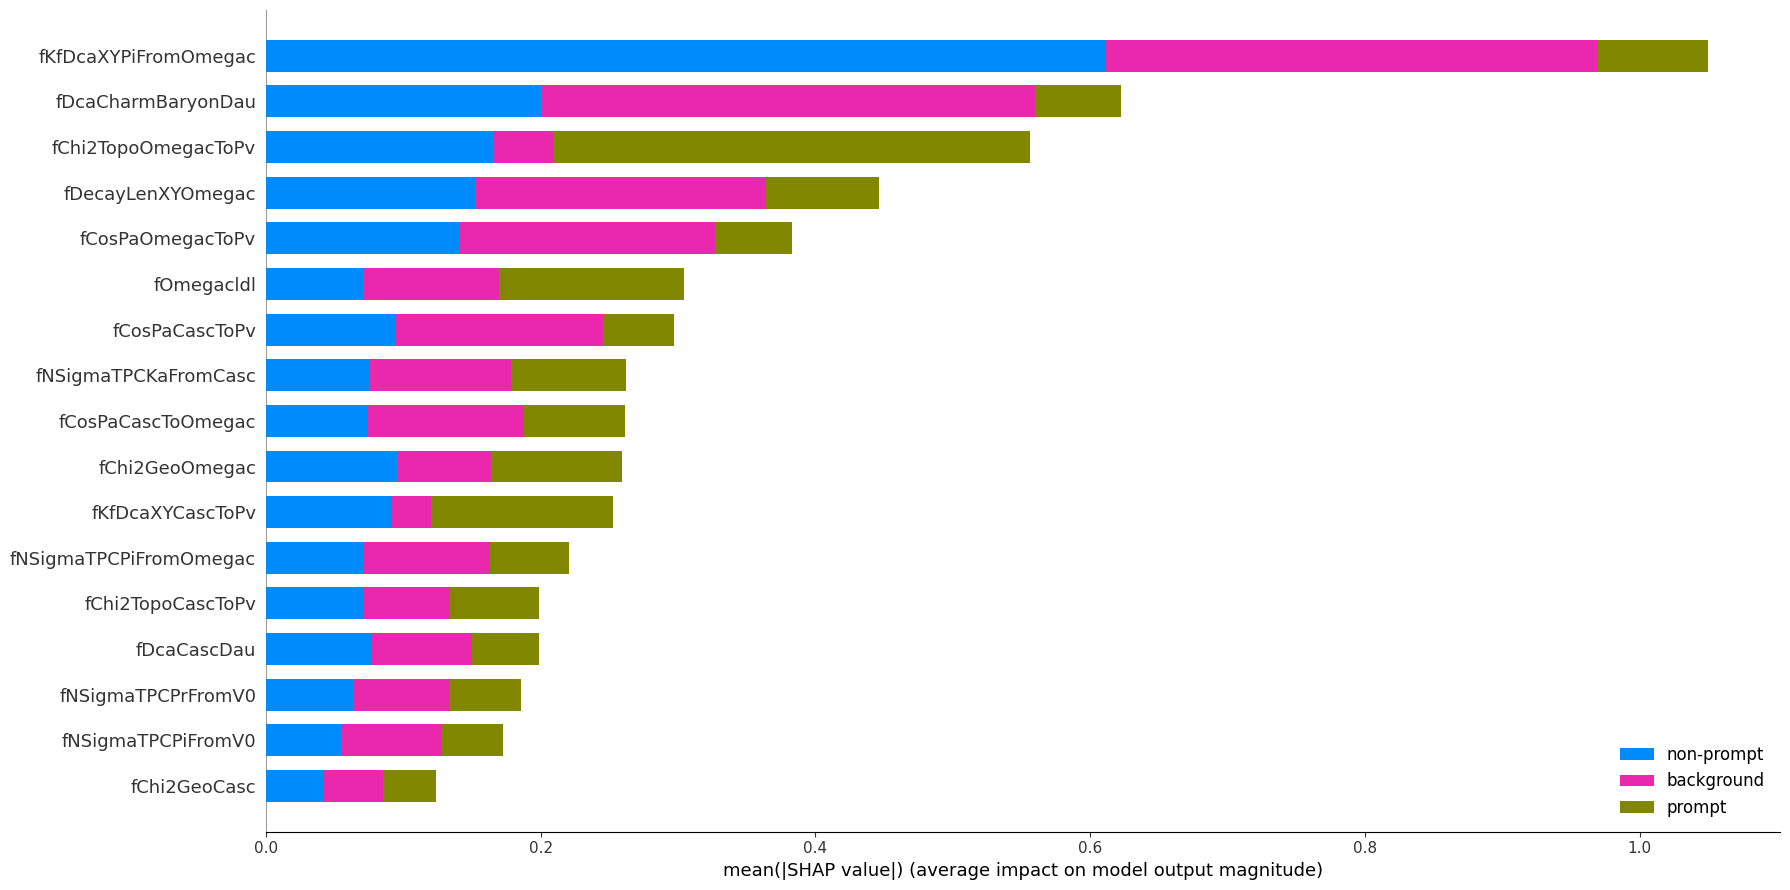 fKfDcaXYPiFromOmegac
fDcaCharmBaryonDau
fChi2TopoOmegacToPv
fDecayLenXYOmegac
fCosPaOmegacToPv
fOmegacldl
fCosPaCascToPv
fNSigmaTPCKaFromCasc
fCosPaCascToOmegac
fChi2GeoOmegac
fKfDcaXYCascToPv
fNSigmaTPCPiFromOmegac
fChi2TopoCascToPv
fDcaCascDau
fNSigmaTPCPrFromV0
fNSigmaTPCPiFromV0
fChi2GeoCasc
non-prompt
background
prompt
0.0 0.2 0.4 0.6 0.8 1.0
mean(|SHAP value|) (average impact on model output magnitude)